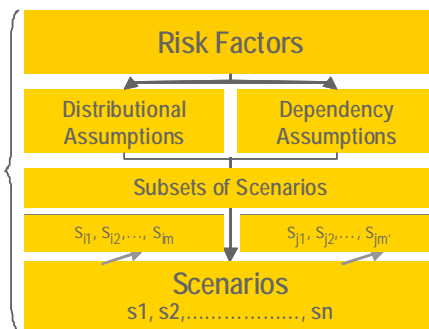 Risk Factors
Distributional
Assumptions
Dependency
Assumptions
Subsets of Scenarios
Si1, Si2,..., Sim
Sj1, Sj2,..., Sjm'
Scenarios
s1, s2,...................., sn